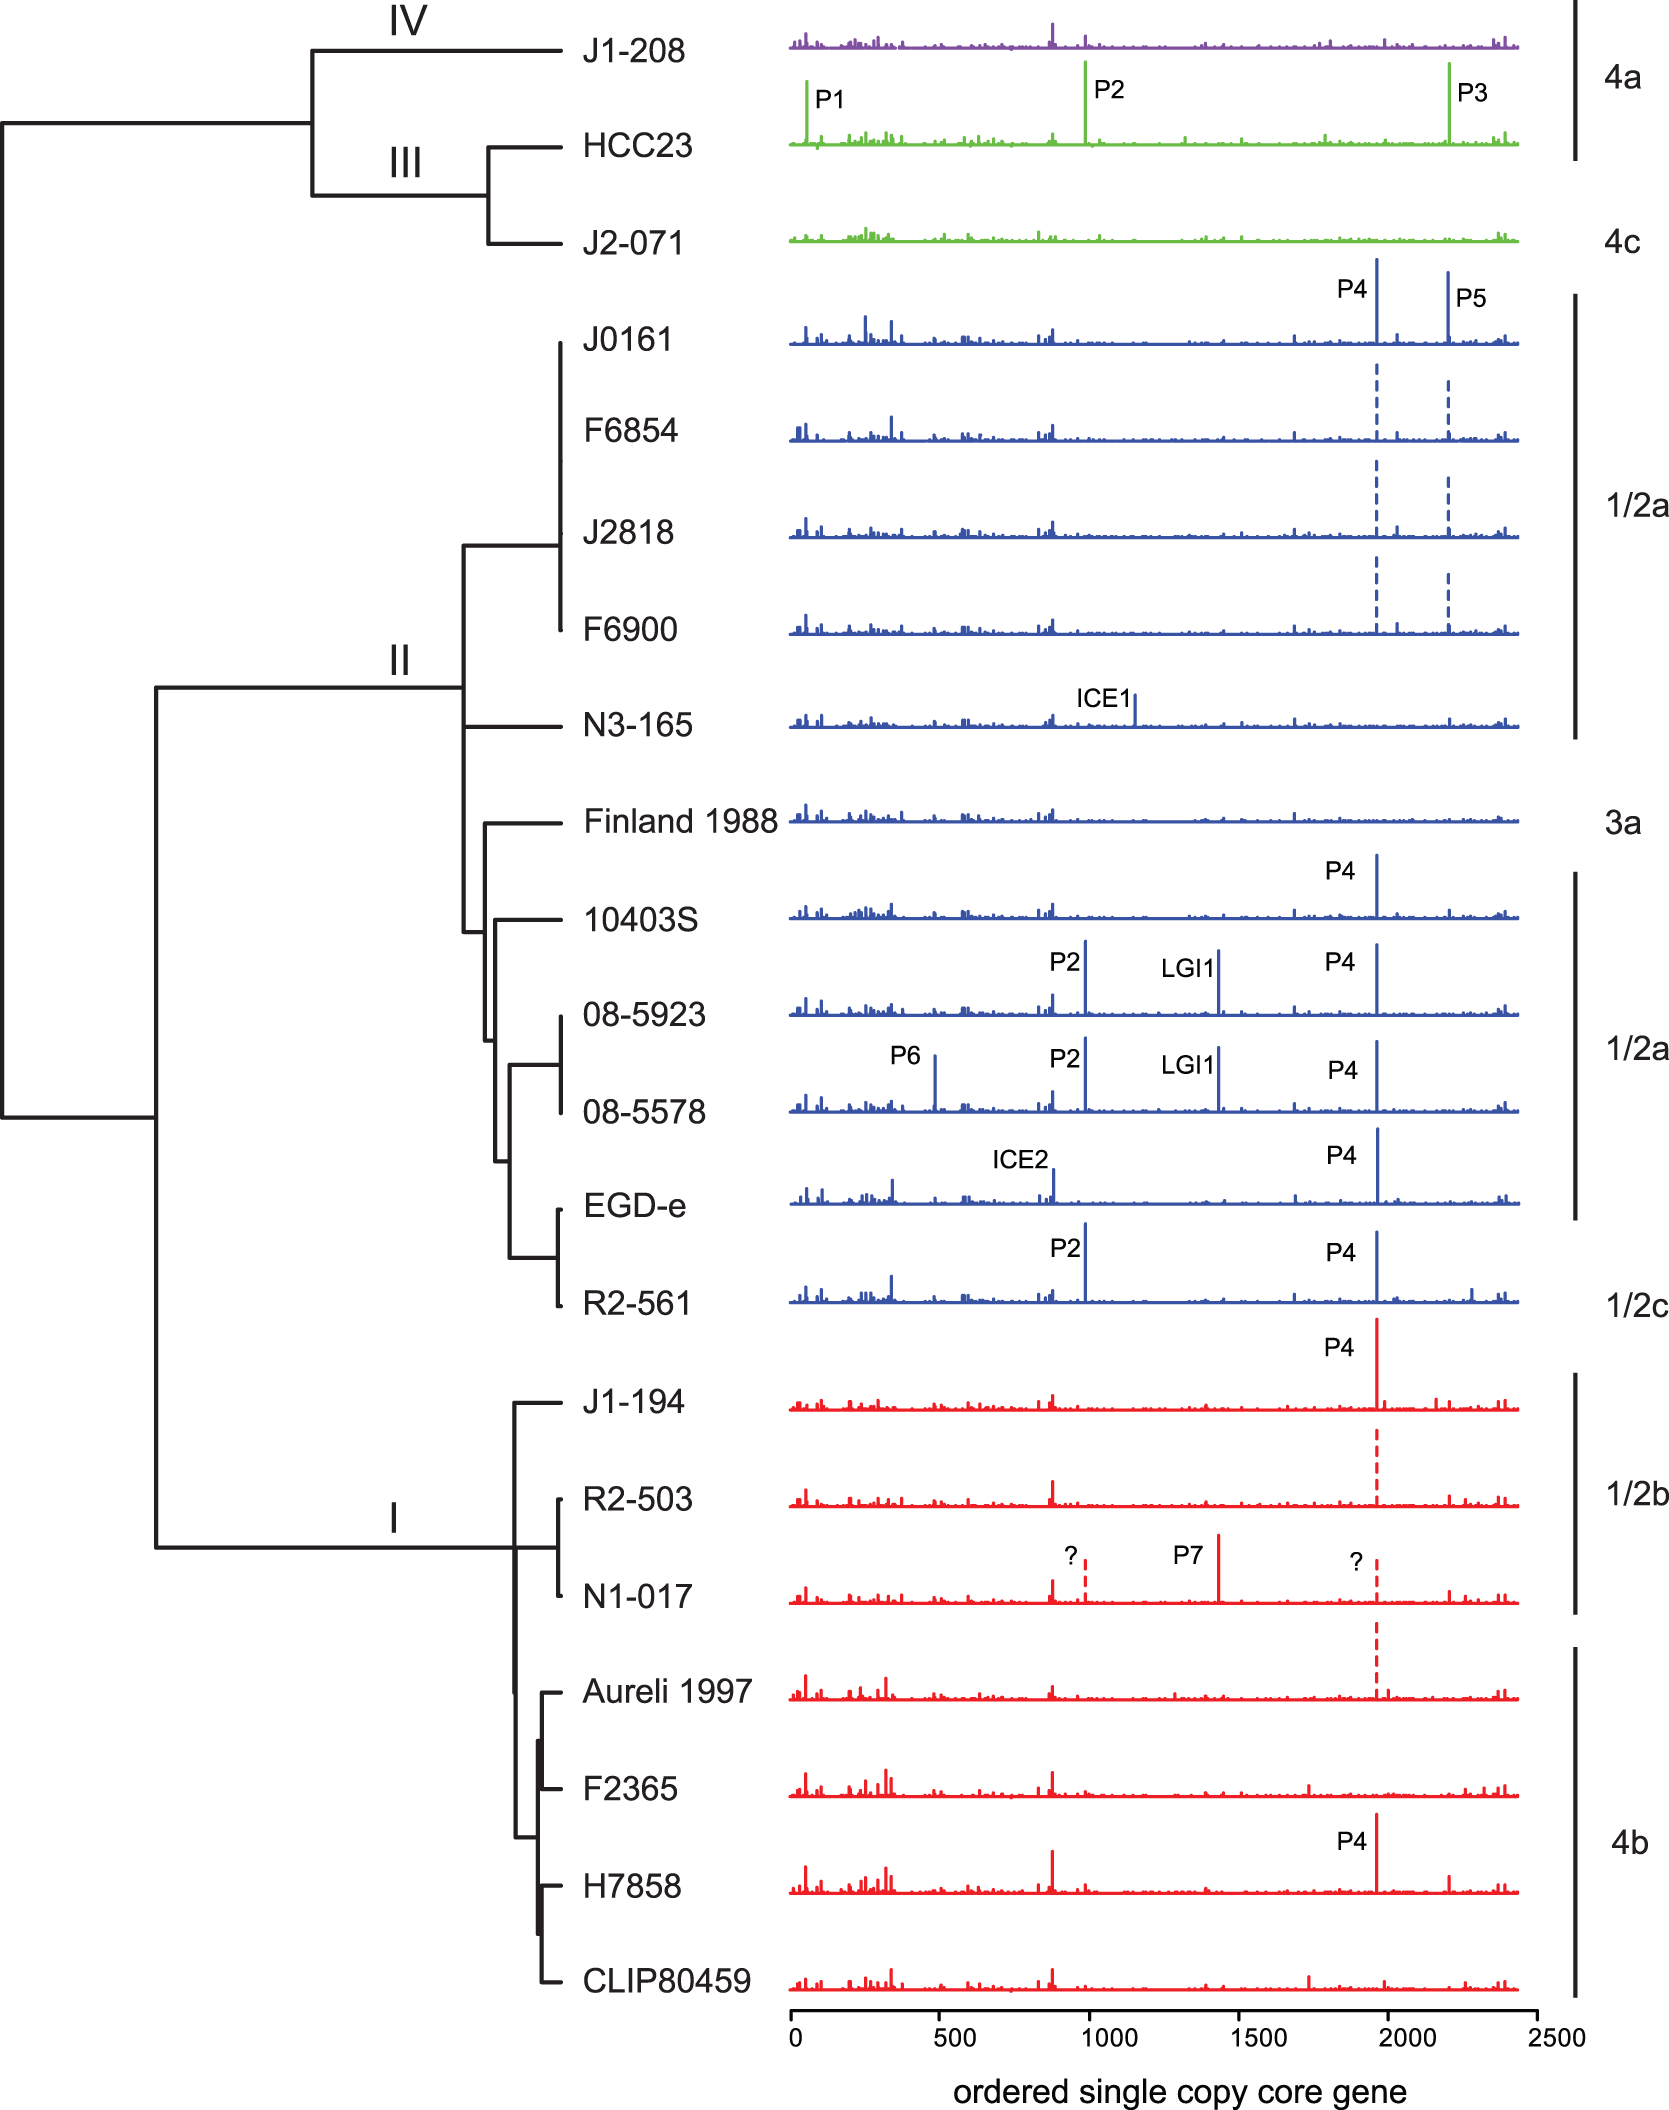 IV
J1-208
4a
P1
P2
P3
HCC23
III
J2-071
4c
P4
P5
J0161
F6854
1/2a
J2818
F6900
II
ICE1
N3-165
Finland 1988
3a
P4
10403S
P2
LGI1
P4
08-5923
1/2a
P6
P2
LGI1
P4
08-5578
ICE2
P4
EGD-e
P2
P4
R2-561
1/2c
P4
J1-194
R2-503
1/2b
I
?
P7
?
N1-017
Aureli 1997
F2365
P4
4b
H7858
CLIP80459
0 500 1000 1500 2000 2500
ordered single copy core gene